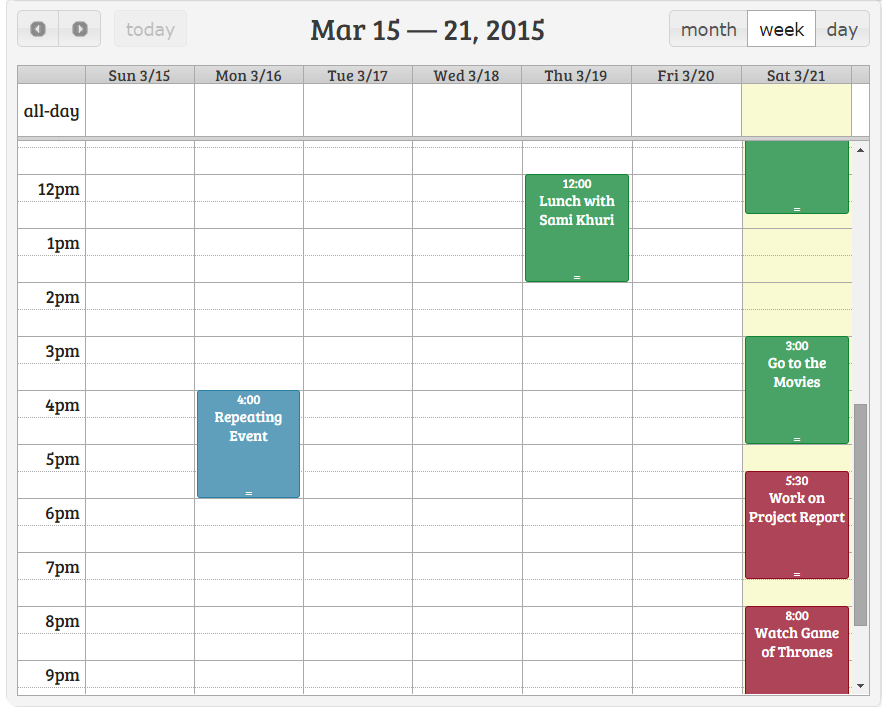 today
Mar 15 — 21, 2015
month week day
Sun 3/15 Mon 3/16 Tue 3/17 Wed 3/18 Thu 3/19 Fri 3/20 Sat 3/21
all-day
12pm
12:00
Lunch with
Sami Khuri
1pm
2pm
3pm
3:00
Go to the
Movies
4pm
4:00
Repeating
Event
5pm
5:30
Work on
Project Report
6pm
7pm
8pm
8:00
Watch Game
of Thrones
9pm